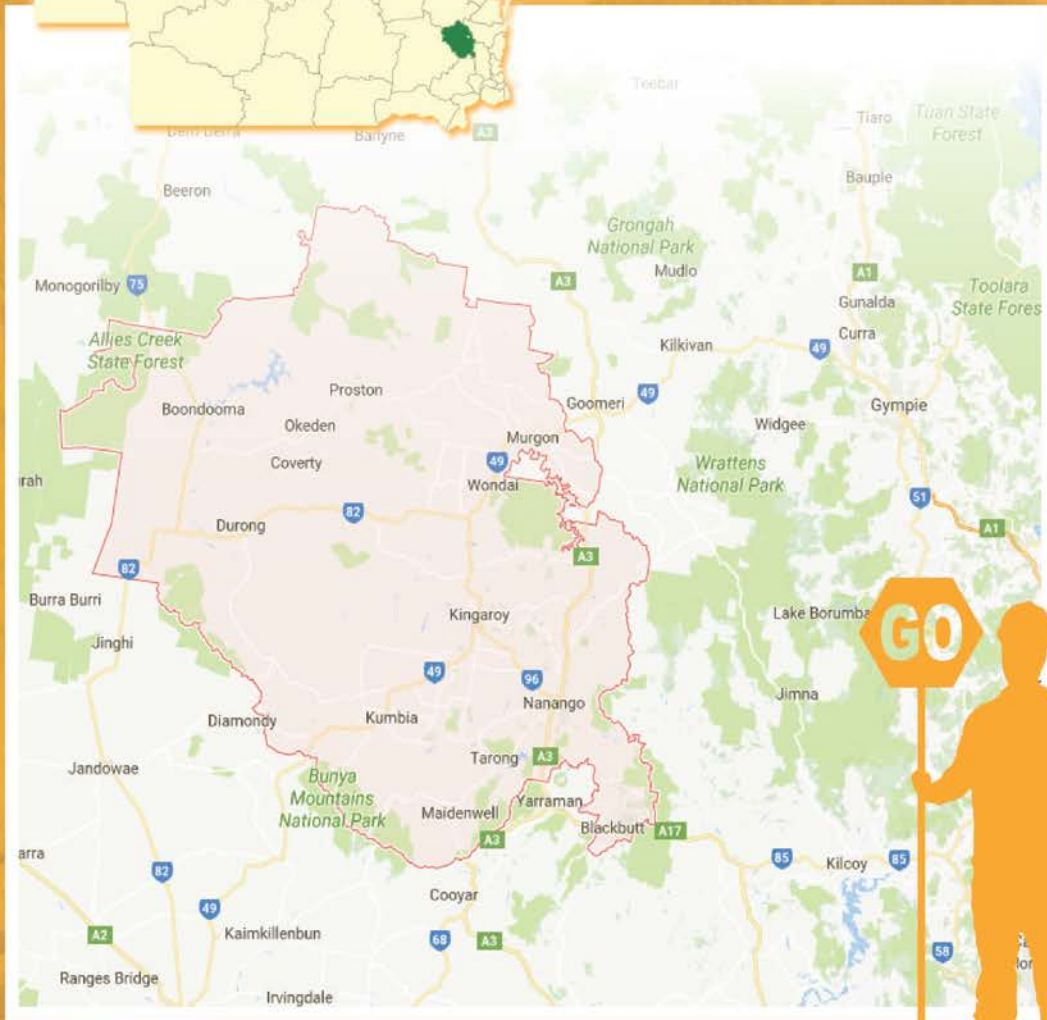 Teebar
Tiaro
Tuan State
Forest
Ballyne
A3
Beeron
Bauple
Grongah
National Park
Mudlo
Monogorilby
75
A3
A1
Toolara
State Fores
Gunalda
Curra
Allies Creek
State Forest
Kilkivan
49
Proston
Boondooma
Goomeri
49
Gympie
Okeden
Widgee
Murgon
Coverty
49
Wondai
Wrattens
National Park
rah
51
82
Durong
A1
A3
82
Burra Burri
Kingaroy
Lake Borumba
GO
Jinghi
49
96
Nanango
Jimna
Diamondy
Kumbia
Tarong
A3
Jandowae
Bunya
Mountains
National Park
Yarraman
Maidenwell
Blackbutt
A17
A3
arra
85
Kilcoy
85
82
Cooyar
49
A2
Kaimkillenbun
68
A3
58
Ranges Bridge
Irvingdale